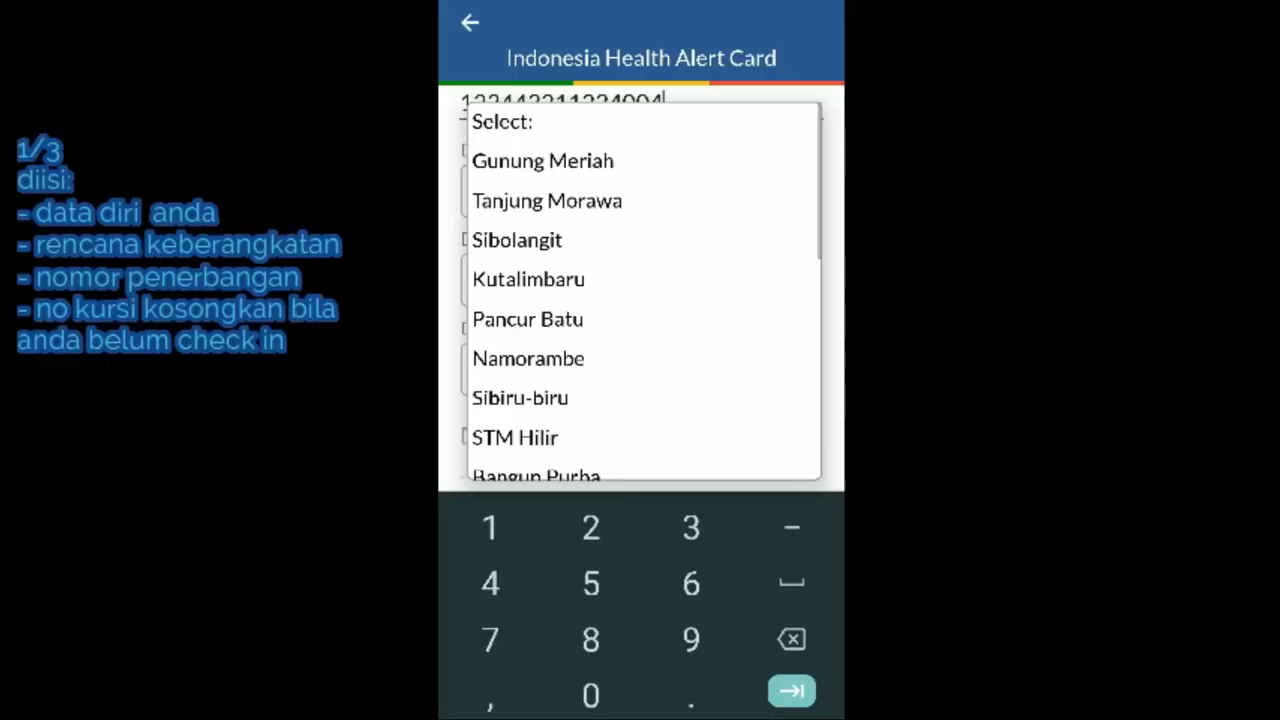 1/3
diisi:
- data diri anda
- rencana keberangkatan
- nomor penerbangan
- no kursi kosongkan bila
anda belum check in
Indonesia Health Alert Card
Select:
Gunung Meriah
Tanjung Morawa
Sibolangit
Kutalimbaru
Pancur Batu
Namorambe
Sibiru-biru
STM Hilir
Bangun Purba
1 2 3 -
4 5 6
7 8 9
, 0 .